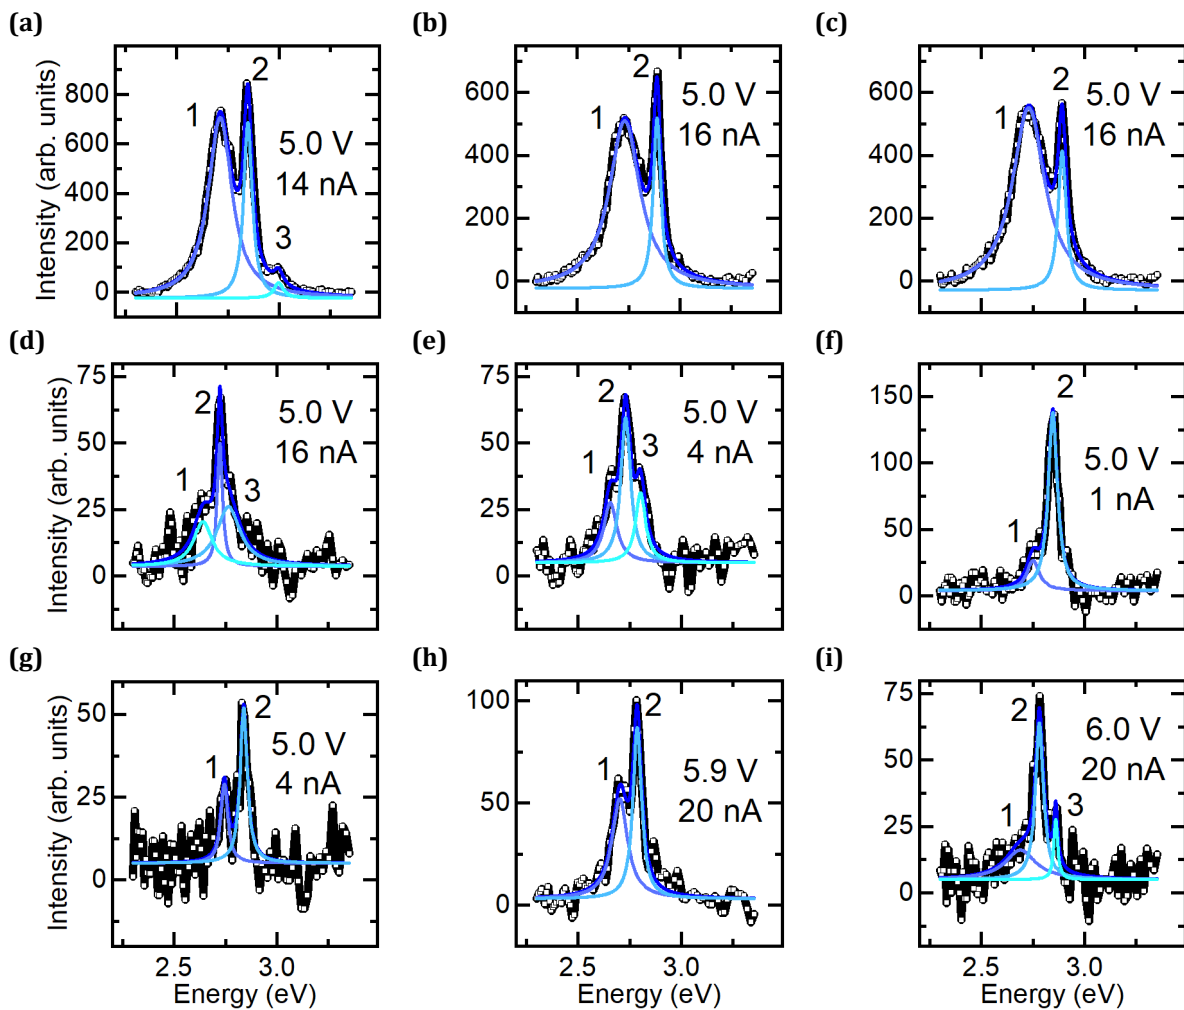 (a)
(b)
(c)
Intensity (arb. units)
800
600
400
200
0
1
2
3
5.0 V
14 nA
600
400
200
0
1
2
5.0 V
16 nA
600
400
200
0
1
2
5.0 V
16 nA
(d)
(e)
(f)
Intensity (arb. units)
75
50
25
0
1
2
3
5.0 V
16 nA
75
50
25
0
1
2
3
5.0 V
4 nA
150
100
50
0
1
2
5.0 V
1 nA
(g)
(h)
(i)
Intensity (arb. units)
50
25
0
1
2
5.0 V
4 nA
2.5
3.0
Energy (eV)
100
50
0
1
2
5.9 V
20 nA
2.5
3.0
Energy (eV)
75
50
25
0
1
2
3
6.0 V
20 nA
2.5
3.0
Energy (eV)